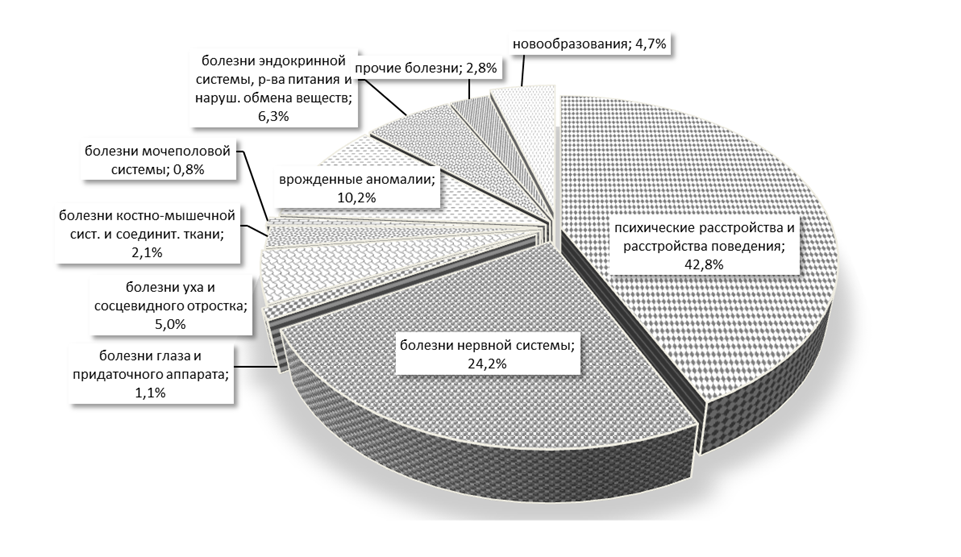 новообразования; 4,7%
прочие болезни; 2,8%
болезни эндокринной
системы, р-ва питания и
наруш. обмена веществ;
6,3%
болезни мочеполовой
системы; 0,8%
врожденные аномалии;
10,2%
болезни костно-мышечной
сист. и соединит. ткани;
2,1%
психические расстройства и
расстройства поведения;
42,8%
болезни уха и
сосцевидного отростка;
5,0%
болезни нервной системы;
24,2%
болезни глаза и
придаточного аппарата;
1,1%